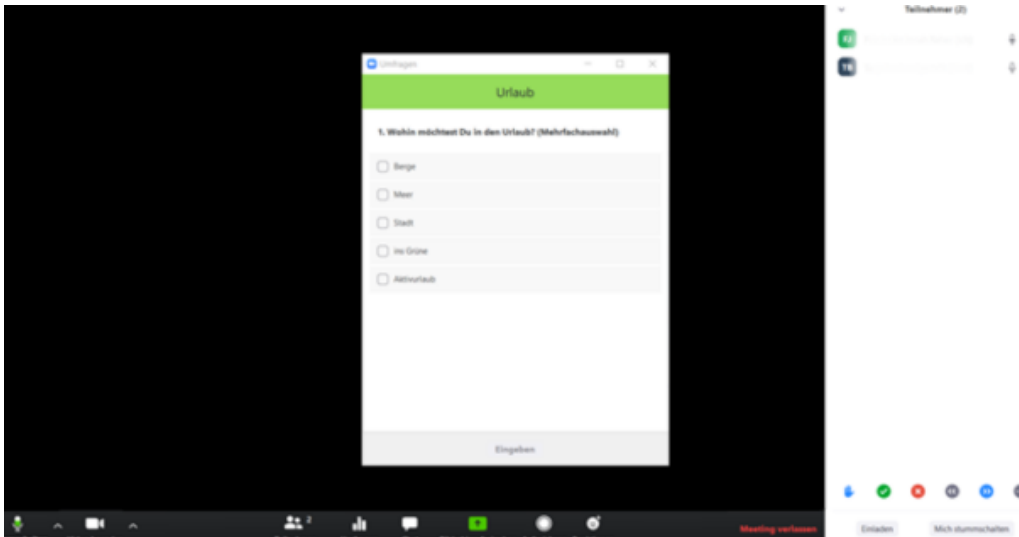 Teilnehmer (2)
Umfragen
Urlaub
1. Wohin möchtest Du in den Urlaub? (Mehrfachauswahl)
Berge
Meer
Stadt
ins Grüne
Aktivurlaub
Eingeben
2
Meeting verlassen
Einladen
Mich stummschalten